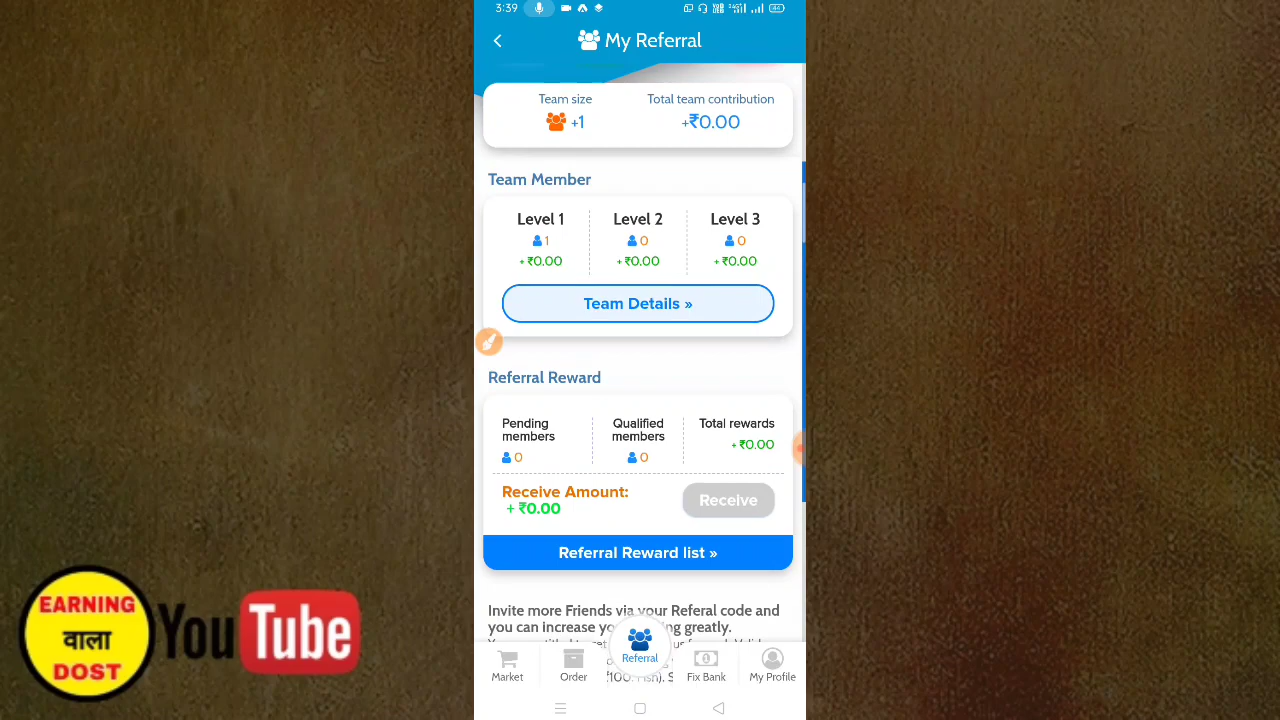 3:39
44
My Referral
Team size
Total team contribution
+1
+₹0.00
Team Member
Level 1
Level 2
Level 3
1
0
0
+ ₹0.00
+ ₹0.00
+ ₹0.00
Team Details »
Referral Reward
Pending members
Qualified members
Total rewards
0
0
+ ₹0.00
Receive Amount:
+ ₹0.00
Receive
Referral Reward list »
Invite more Friends via your Referal code and
you can increase
greatly.
Referral
Market
Order
Fix Bank
My Profile
EARNING
वाला
DOST
YouTube